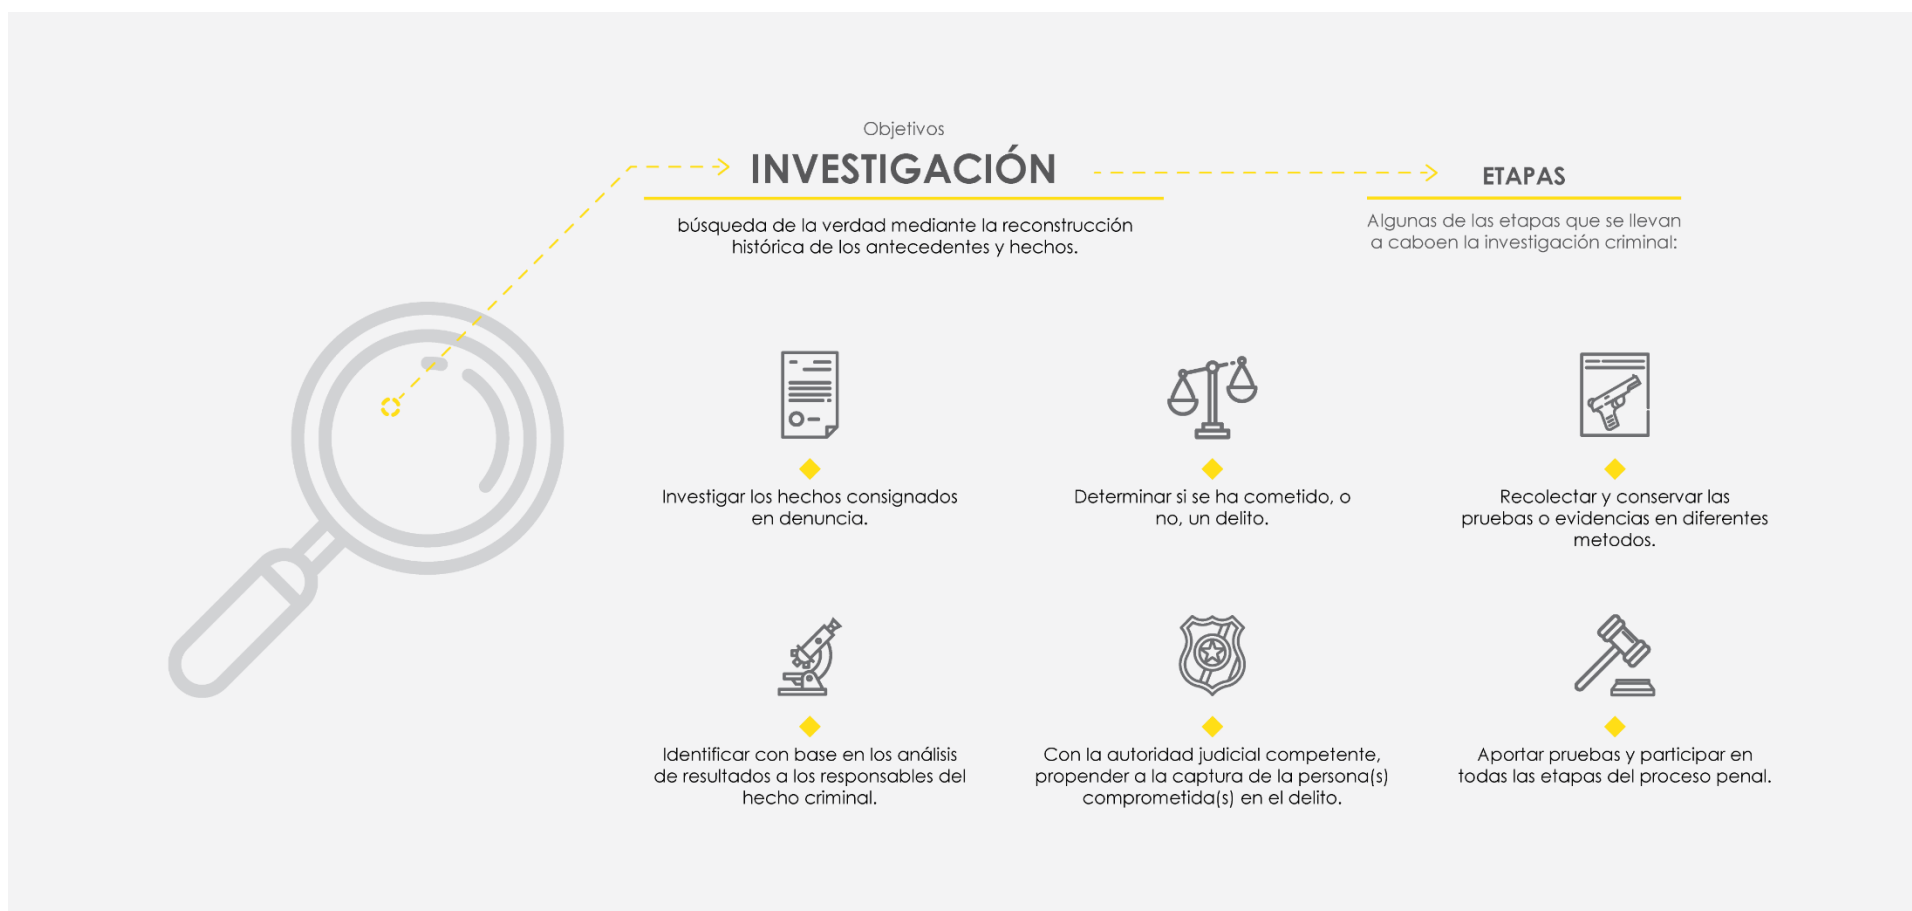 Objetivos
INVESTIGACIÓN
búsqueda de la verdad mediante la reconstrucción
histórica de los antecedentes y hechos.
ETAPAS
Algunas de las etapas que se llevan
a caboen la investigación criminal:
Investigar los hechos consignados
en denuncia.
Determinar si se ha cometido, o
no, un delito.
Recolectar y conservar las
pruebas o evidencias en diferentes
metodos.
Identificar con base en los análisis
de resultados a los responsables del
hecho criminal.
Con la autoridad judicial competente,
propender a la captura de la persona(s)
comprometida(s) en el delito.
Aportar pruebas y participar en
todas las etapas del proceso penal.